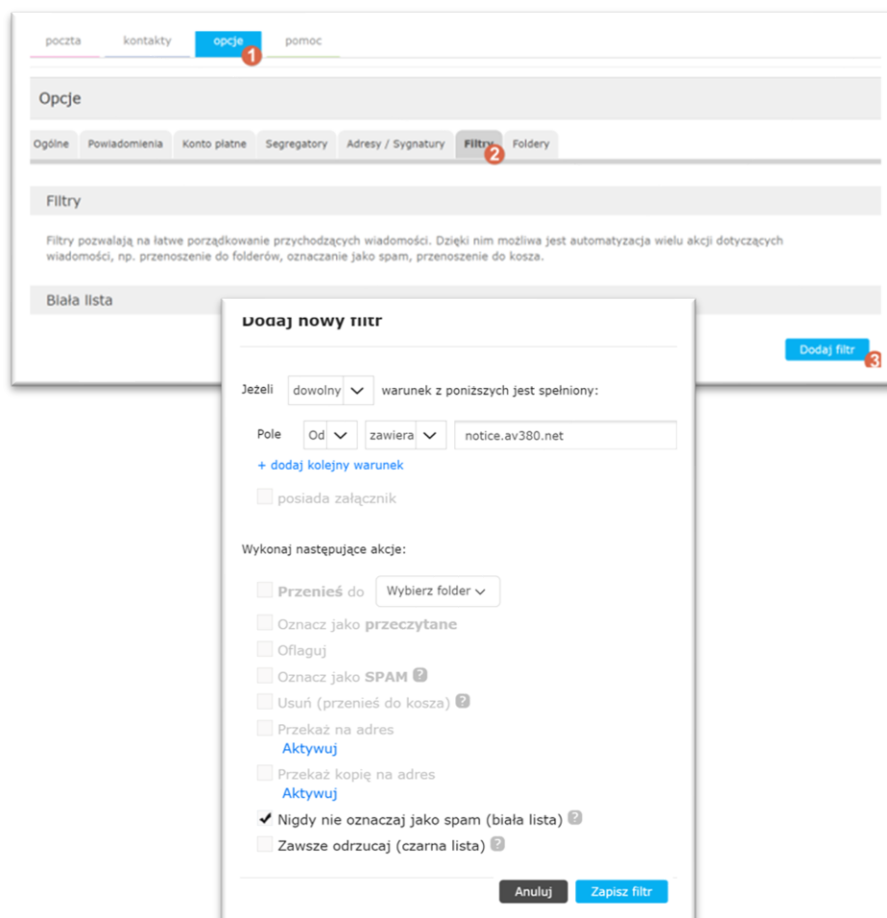 poczta kontakty opcje pomoc
1
Opcje
Ogólne Powiadomienia Konto płatne Segregatory Adresy / Sygnatury Filtry Foldery
2
Filtry
Filtry pozwalają na łatwe porządkowanie przychodzących wiadomości. Dzięki nim możliwa jest automatyzacja wielu akcji dotyczących
wiadomości, np. przenoszenie do folderów, oznaczanie jako spam, przenoszenie do kosza.
Biała lista
Dodaj filtr
3
Dodaj nowy filtr
Jeżeli dowolny warunek z poniższych jest spełniony:
Pole Od zawiera notice.av380.net
+ dodaj kolejny warunek
posiada załącznik
Wykonaj następujące akcje:
Przenieś do Wybierz folder
Oznacz jako przeczytane
Oflaguj
Oznacz jako SPAM ?
Usuń (przenieś do kosza) ?
Przekaż na adres
Aktywuj
Przekaż kopię na adres
Aktywuj
Nigdy nie oznaczaj jako spam (biała lista) ?
Zawsze odrzucaj (czarna lista) ?
Anuluj Zapisz filtr